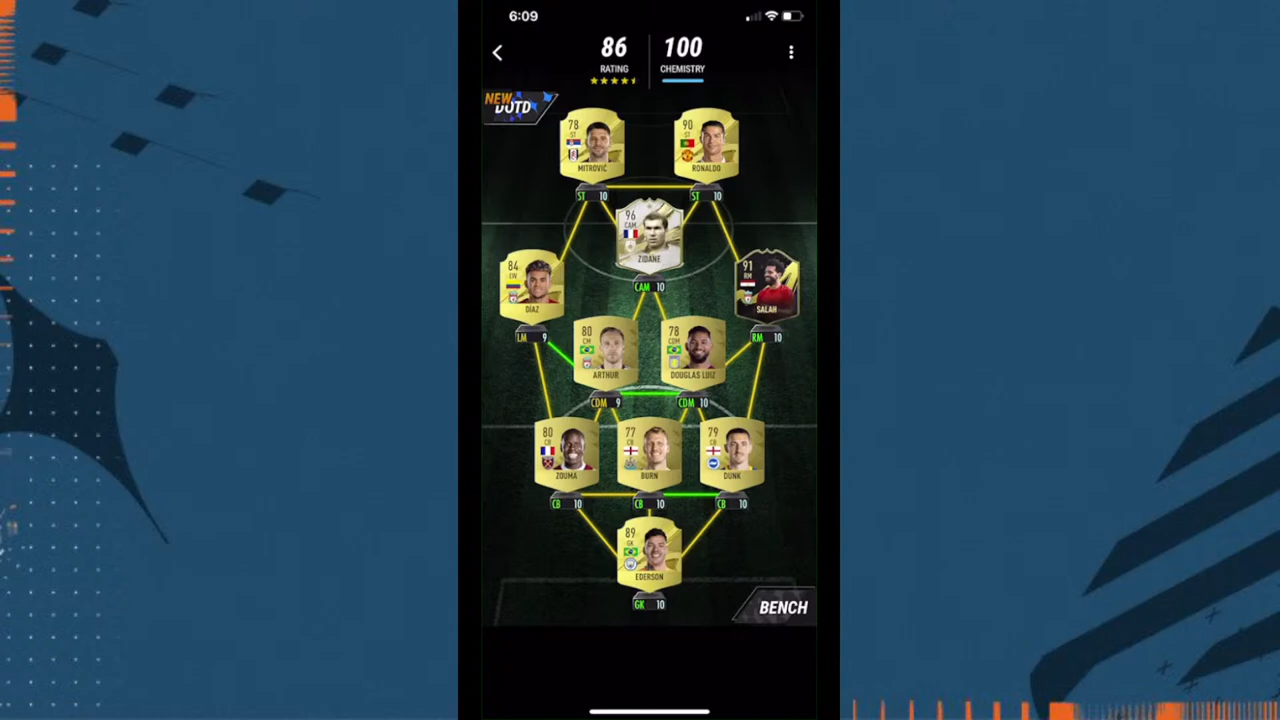 6:09
86 100
RATING CHEMISTRY
NEW
DOTD
78 ST MITROVIĆ
90 ST RONALDO
ST 10
ST 10
96 CAM ZIDANE
CAM 10
84 LW DÍAZ
91 RM SALAH
LM 9
RM 10
80 CM ARTHUR
78 CDM DOUGLAS LUIZ
CDM 9
CDM 10
80 CB ZOUMA
77 CB BURN
79 CB DUNK
CB 10
CB 10
CB 10
89 GK EDERSON
GK 10
BENCH